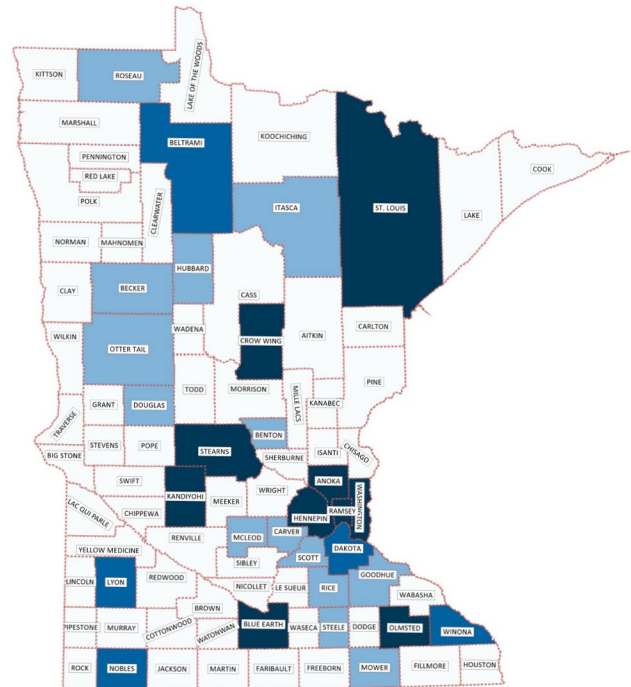 LAKE OF THE WOODS
KITTSON
ROSEAU
MARSHALL
BELTRAMI
KOOCHICHING
PENNINGTON
RED LAKE
POLK
CLEARWATER
ITASCA
ST. LOUIS
LAKE
COOK
NORMAN
MAHNOMEN
HUBBARD
CLAY
BECKER
CASS
WILKIN
OTTER TAIL
WADENA
CROW WING
AITKIN
CARLTON
GRANT
DOUGLAS
TODD
MORRISON
MILLE LACS
KANABEC
PINE
TRAVERSE
STEVENS
POPE
STEARNS
BENTON
SHERBURNE
ISANTI
CHISAGO
BIG STONE
SWIFT
KANDIYOHI
MEEKER
WRIGHT
ANOKA
WASHINGTON
LAC QUI PARLE
CHIPPEWA
HENNEPIN
RAMSEY
RENVILLE
MCLEOD
CARVER
SCOTT
DAKOTA
YELLOW MEDICINE
SIBLEY
GOODHUE
LINCOLN
LYON
REDWOOD
NICOLLET
LE SUEUR
RICE
WABASHA
BROWN
PIPESTONE
MURRAY
COTTONWOOD
WATONWAN
BLUE EARTH
WASECA
STEELE
DODGE
OLMSTED
WINONA
ROCK
NOBLES
JACKSON
MARTIN
FARIBAULT
FREEBORN
MOWER
FILLMORE
HOUSTON